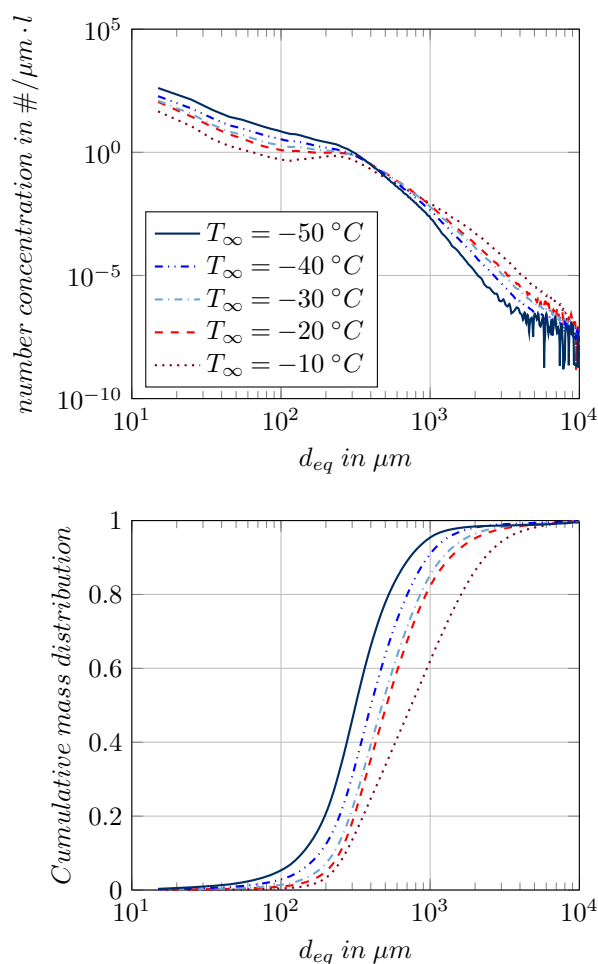 number concentration in #/μm · l
10^5
10^0
10^−5
10^−10
T∞ = −50 °C
T∞ = −40 °C
T∞ = −30 °C
T∞ = −20 °C
T∞ = −10 °C
10^1 10^2 10^3 10^4
d_eq in μm
Cumulative mass distribution
1
0.8
0.6
0.4
0.2
0
10^1 10^2 10^3 10^4
d_eq in μm